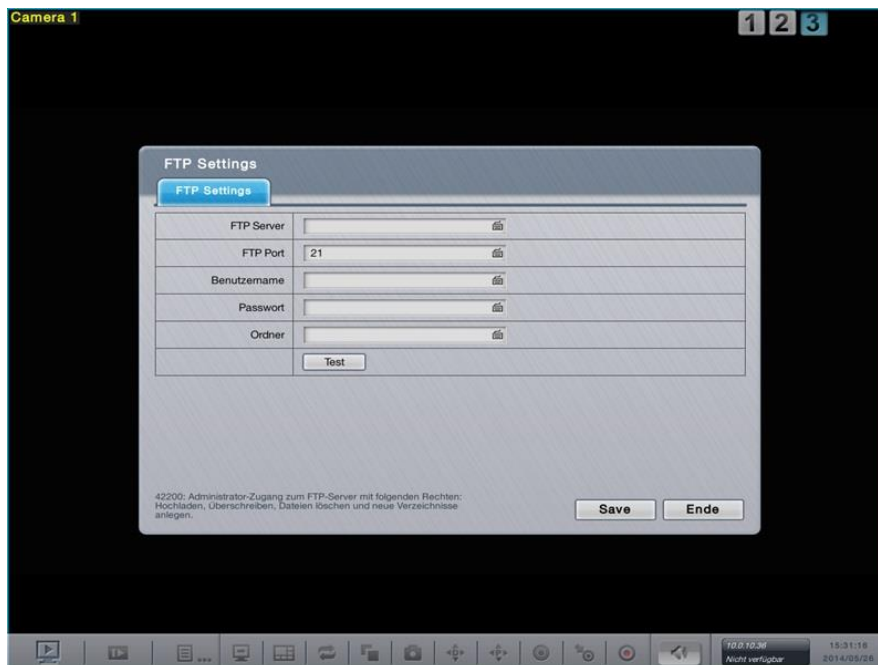 Camera 1
1 2 3
FTP Settings
FTP Settings
FTP Server
FTP Port 21
Benutzername
Passwort
Ordner
Test
42200: Administrator-Zugang zum FTP-Server mit folgenden Rechten:
Hochladen, Überschreiben, Dateien löschen und neue Verzeichnisse
anlegen.
Save Ende
10.0.10.36 15:31:16
Nicht verfügbar 2014/05/26